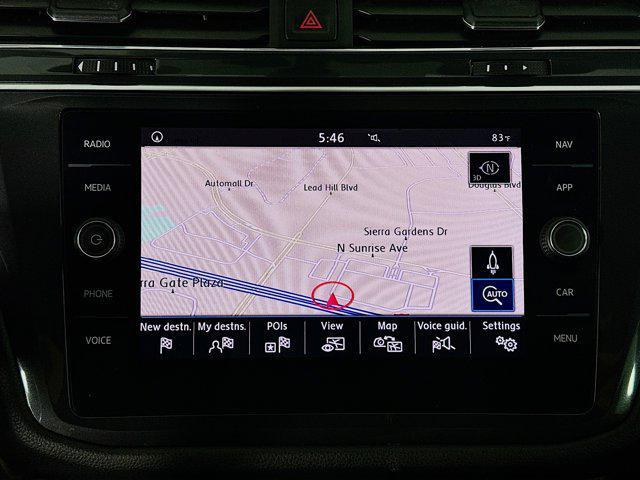 5:46
83°F
RADIO
MEDIA
PHONE
VOICE
NAV
APP
CAR
MENU
N
3D
Automall Dr
Lead Hill Blvd
Douglas Blvd
Sierra Gardens Dr
N Sunrise Ave
rra Gate Plaza
AUTO
New destn.
My destns.
POIs
View
Map
Voice guid.
Settings